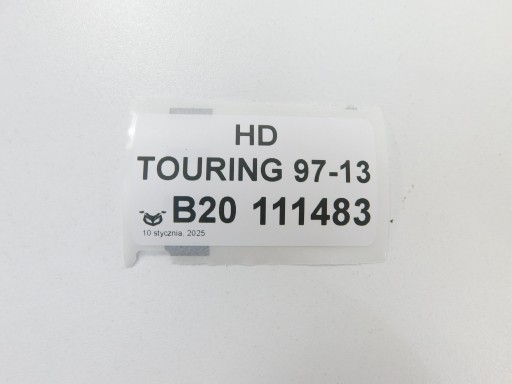 HD
TOURING 97-13
B20 111483
10 stycznia, 2025